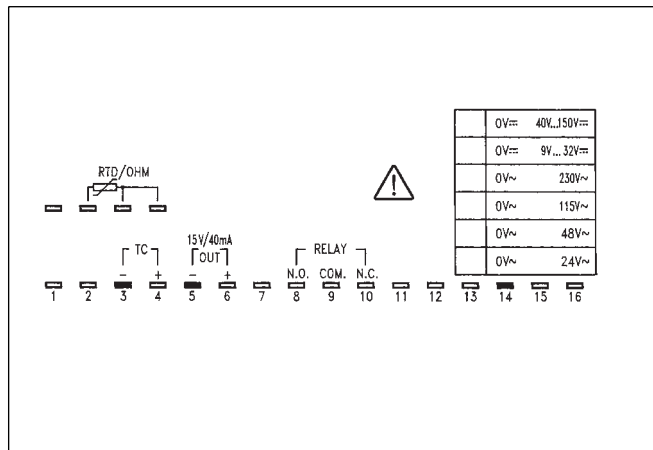 0V⎓ 40V...150V⎓
0V⎓ 9V...32V⎓
RTD/OHM
0V~ 230V~
0V~ 115V~
15V/40mA
TC OUT RELAY
0V~ 48V~
- + - + N.O. COM. N.C.
0V~ 24V~
1 2 3 4 5 6 7 8 9 10 11 12 13 14 15 16